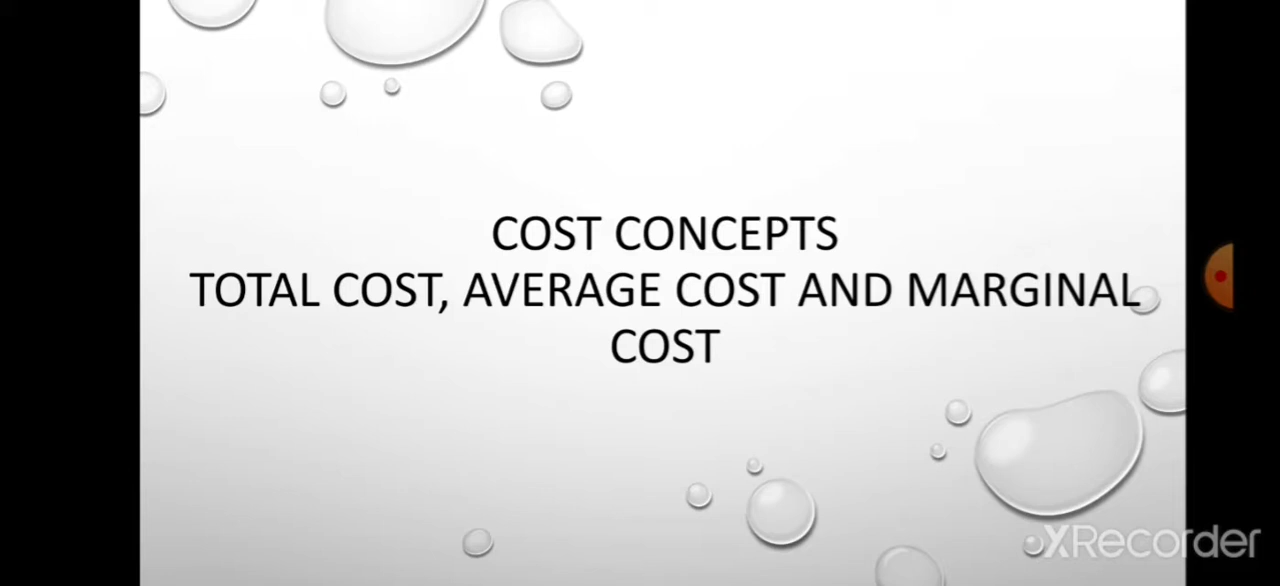 COST CONCEPTS
TOTAL COST, AVERAGE COST AND MARGINAL
COST
XRecorder